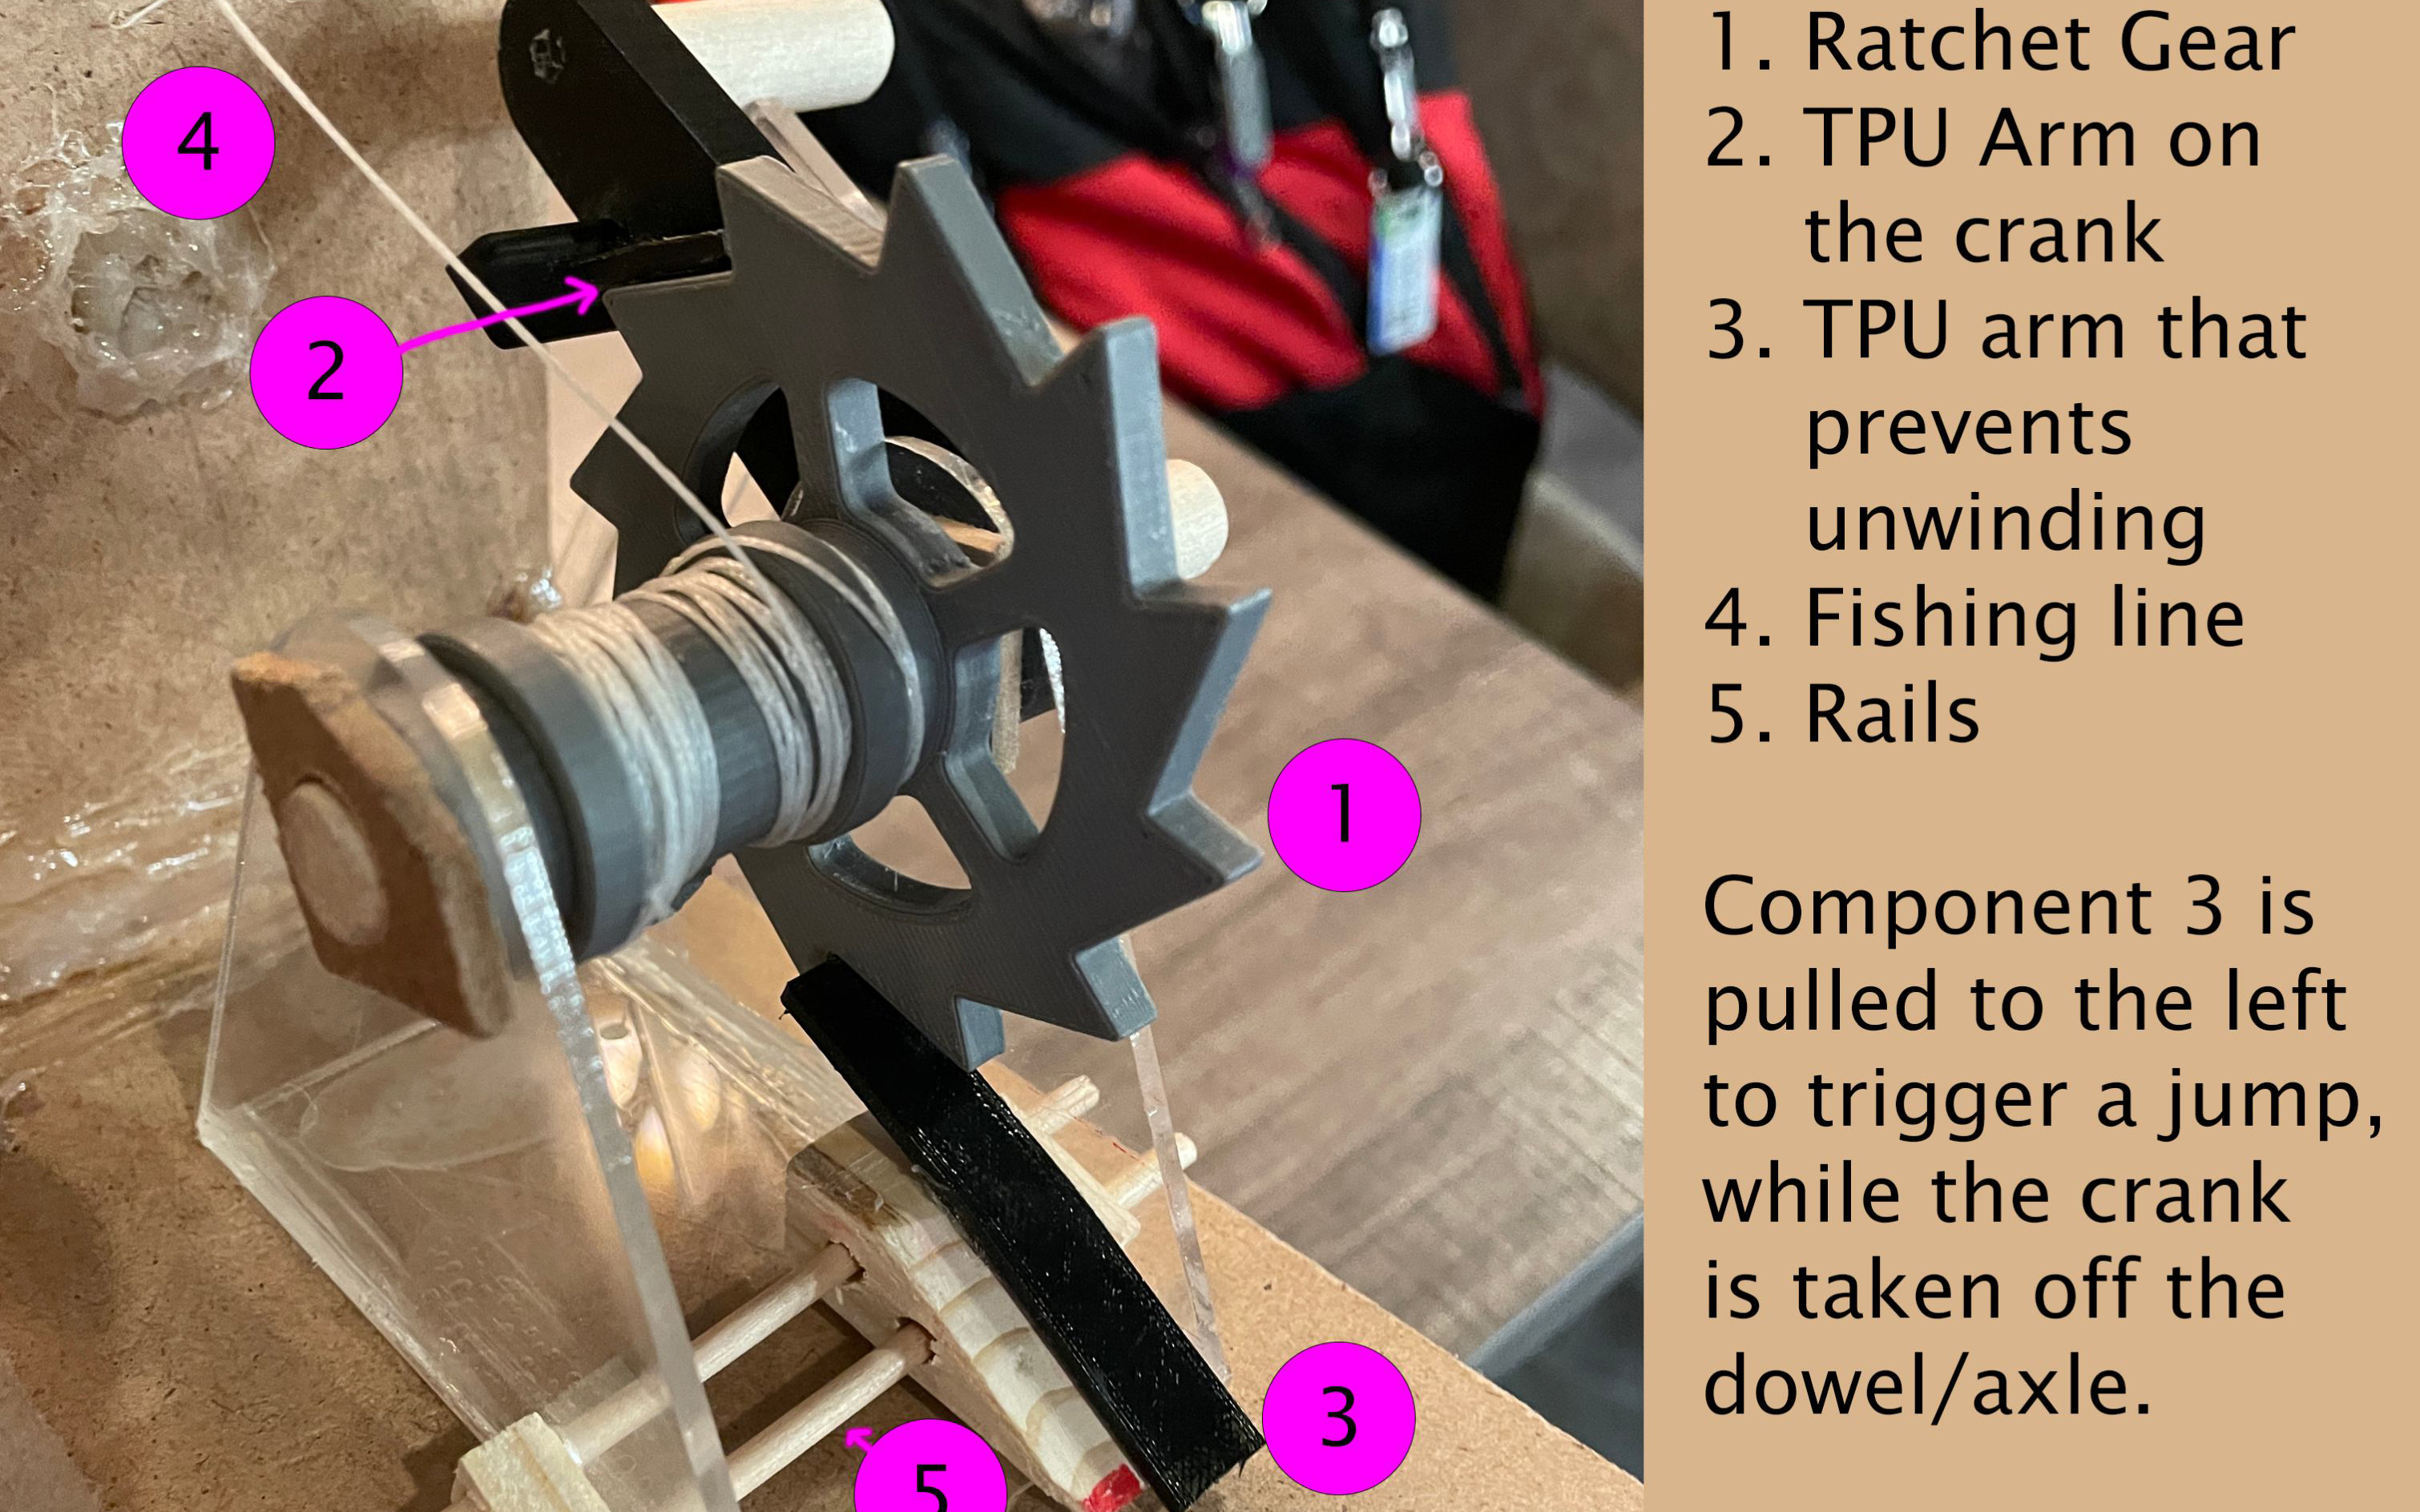 4
2
1
3
5
1. Ratchet Gear
2. TPU Arm on
the crank
3. TPU arm that
prevents
unwinding
4. Fishing line
5. Rails
Component 3 is
pulled to the left
to trigger a jump,
while the crank
is taken off the
dowel/axle.